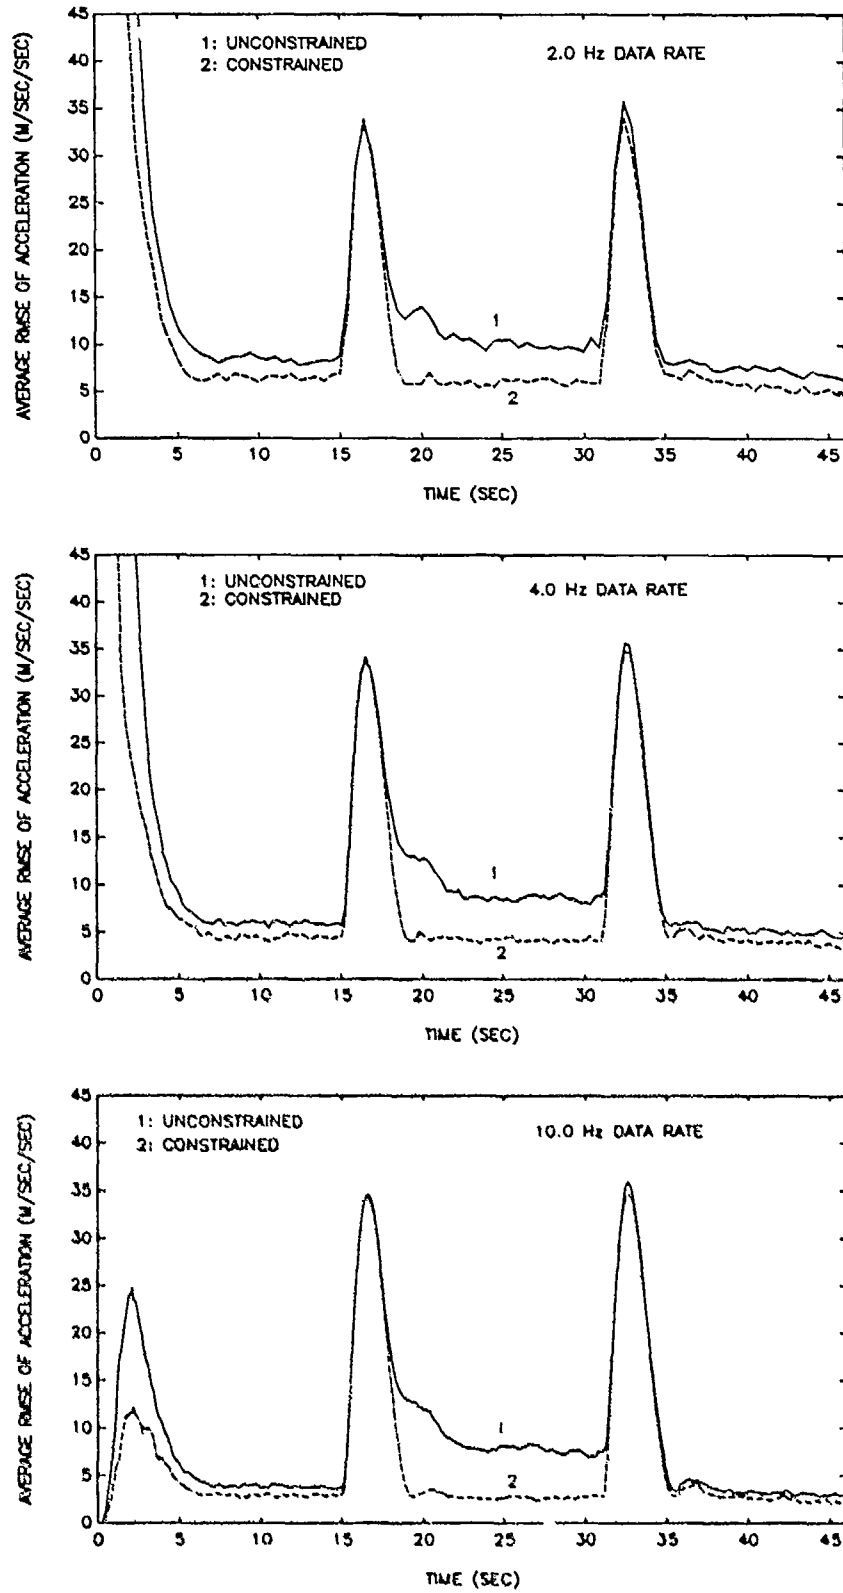 AVERAGE RMSE OF ACCELERATION (M/SEC/SEC)
45
40
35
30
25
20
15
10
5
0
1: UNCONSTRAINED
2: CONSTRAINED
2.0 Hz DATA RATE
1
2
0 5 10 15 20 25 30 35 40 45
TIME (SEC)
AVERAGE RMSE OF ACCELERATION (M/SEC/SEC)
45
40
35
30
25
20
15
10
5
0
1: UNCONSTRAINED
2: CONSTRAINED
4.0 Hz DATA RATE
1
2
0 5 10 15 20 25 30 35 40 45
TIME (SEC)
AVERAGE RMSE OF ACCELERATION (M/SEC/SEC)
45
40
35
30
25
20
15
10
5
0
1: UNCONSTRAINED
2: CONSTRAINED
10.0 Hz DATA RATE
1
2
0 5 10 15 20 25 30 35 40 45
TIME (SEC)